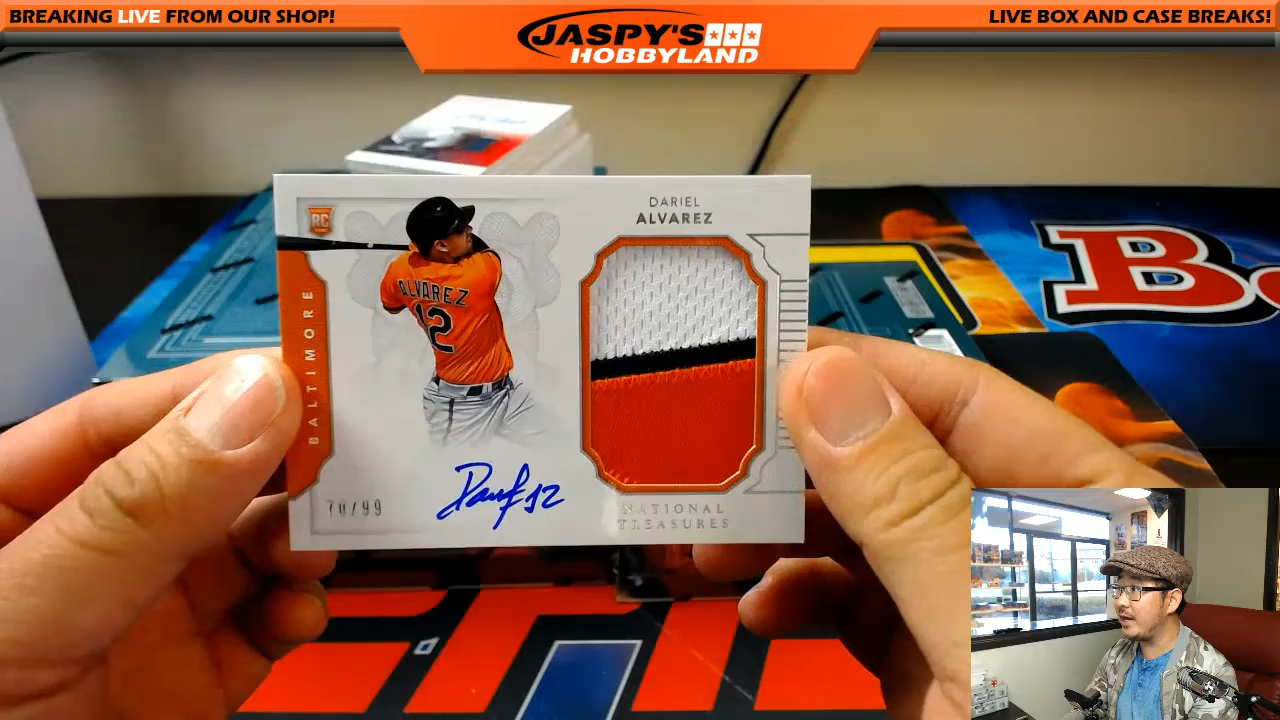 BREAKING LIVE FROM OUR SHOP!
JASPY'S
HOBBYLAND
LIVE BOX AND CASE BREAKS!
RC
DARIEL
ALVAREZ
BALTIMORE
ALVAREZ
12
70/99
12
NATIONAL
TREASURES
B